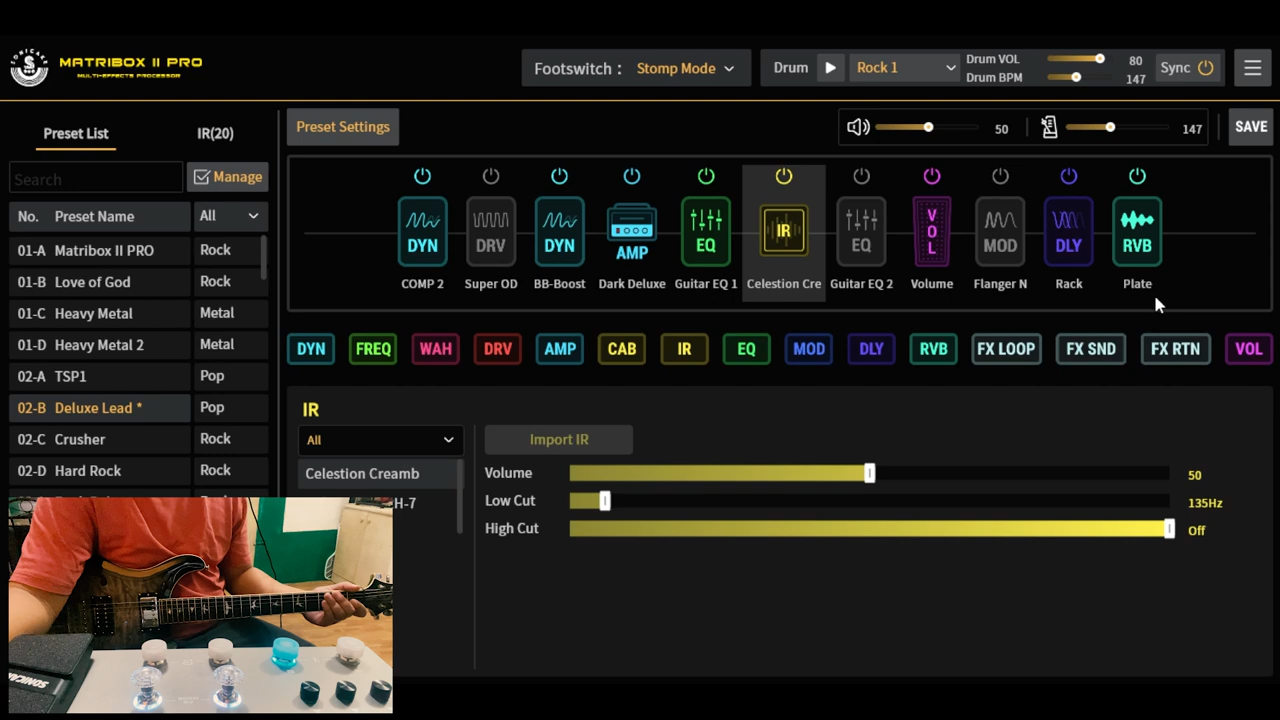 SONICAKE
MATRIBOX II PRO
MULTI-EFFECTS PROCESSOR
Footswitch : Stomp Mode
Drum Rock 1
Drum VOL 80
Drum BPM 147
Sync
Preset List IR(20)
Preset Settings
50 147 SAVE
Search Manage
No. Preset Name All
01-A Matribox II PRO Rock
01-B Love of God Rock
01-C Heavy Metal Metal
01-D Heavy Metal 2 Metal
02-A TSP1 Pop
02-B Deluxe Lead * Pop
02-C Crusher Rock
02-D Hard Rock Rock
DYN DRV DYN AMP EQ IR EQ VOL MOD DLY RVB
COMP 2 Super OD BB-Boost Dark Deluxe Guitar EQ 1 Celestion Cre Guitar EQ 2 Volume Flanger N Rack Plate
DYN FREQ WAH DRV AMP CAB IR EQ MOD DLY RVB FX LOOP FX SND FX RTN VOL
IR
All
Celestion Creamb
H-7
Import IR
Volume 50
Low Cut 135Hz
High Cut Off
SONICAKE